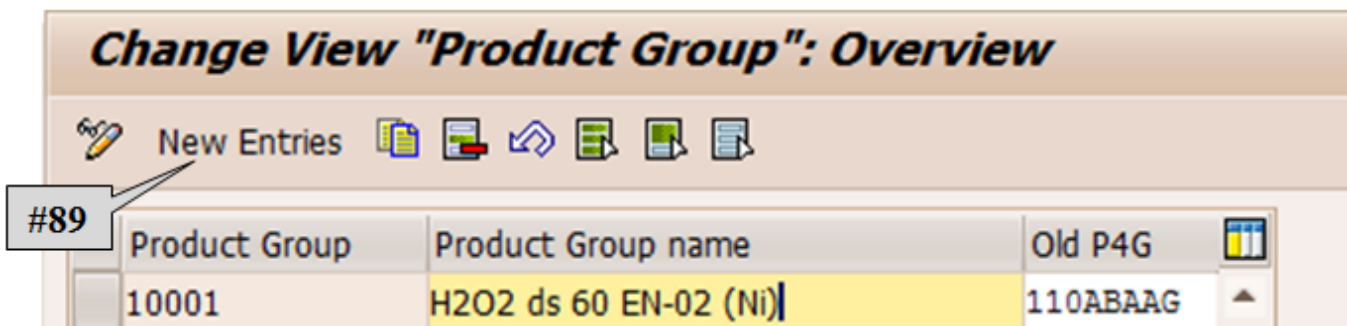 Change View "Product Group": Overview
New Entries
#89
Product Group Product Group name Old P4G
10001 H2O2 ds 60 EN-02 (Ni) 110ABAAG